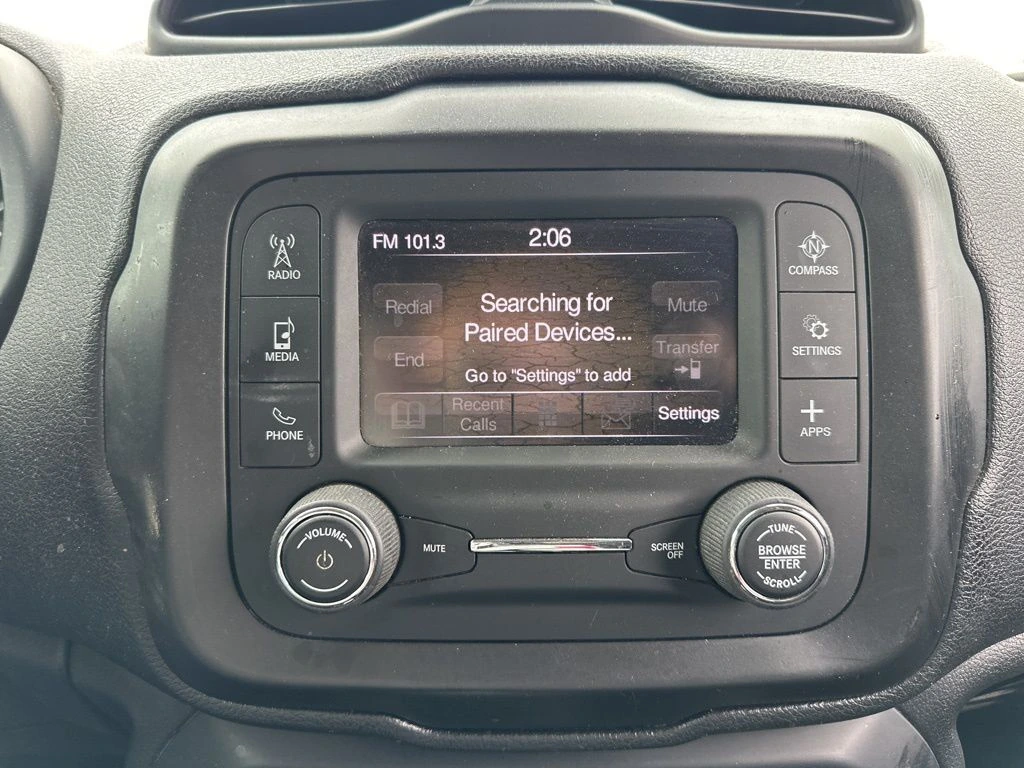 FM 101.3
2:06
RADIO
MEDIA
PHONE
Redial
End
Searching for
Paired Devices...
Go to "Settings" to add
Mute
Transfer
Recent
Calls
Settings
N
COMPASS
SETTINGS
APPS
VOLUME
MUTE
SCREEN
OFF
TUNE
BROWSE
ENTER
SCROLL